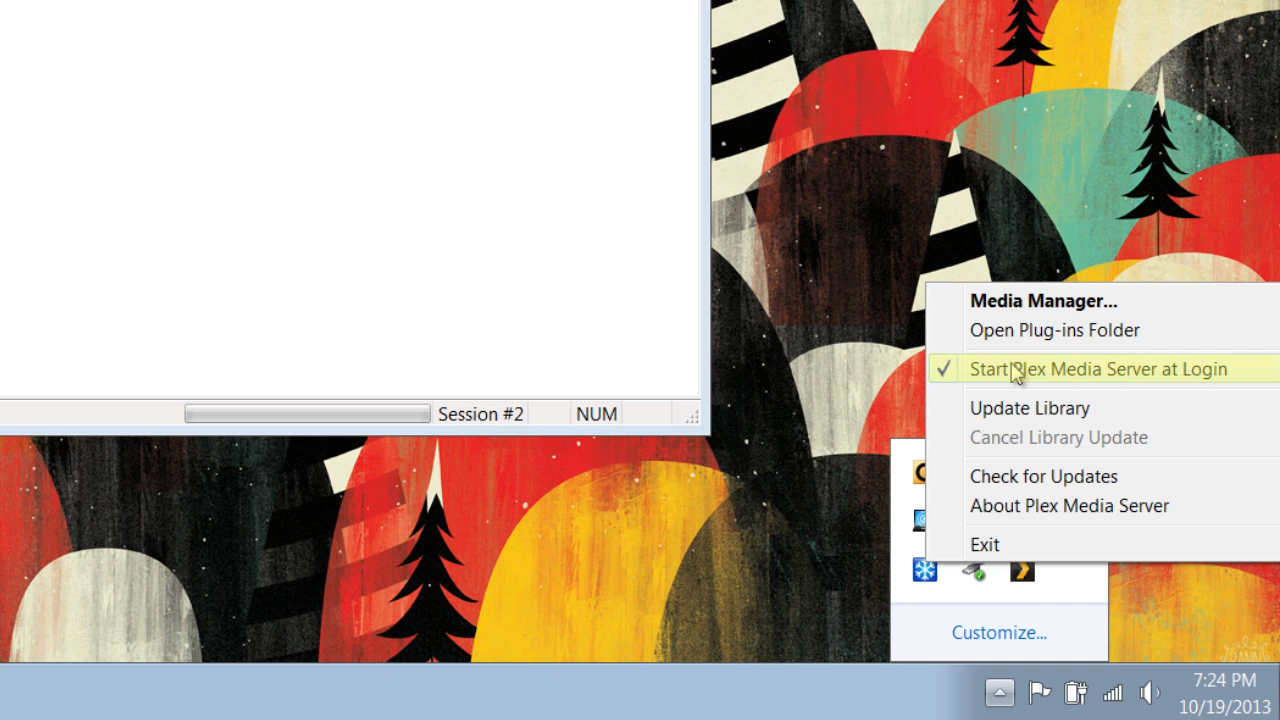 Media Manager...
Open Plug-ins Folder
Start Plex Media Server at Login
Session #2
NUM
Update Library
Cancel Library Update
Check for Updates
About Plex Media Server
Exit
Customize...
7:24 PM
10/19/2013